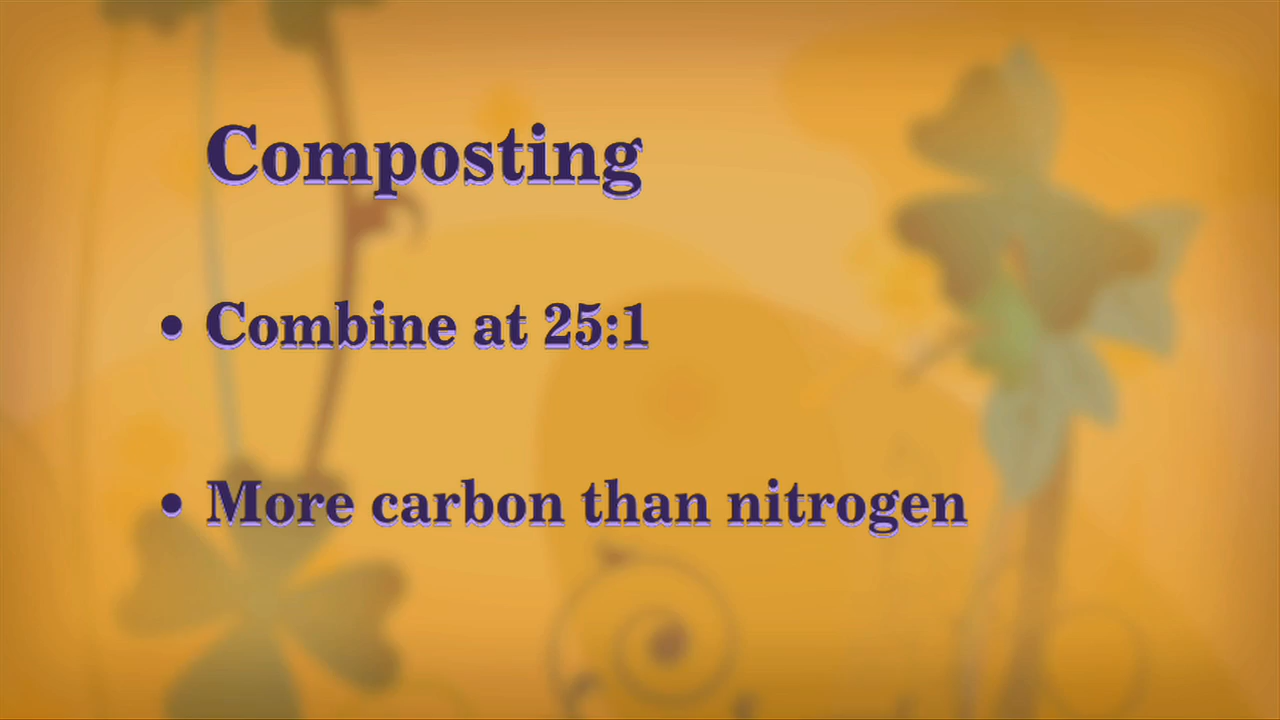 Composting
• Combine at 25:1
• More carbon than nitrogen